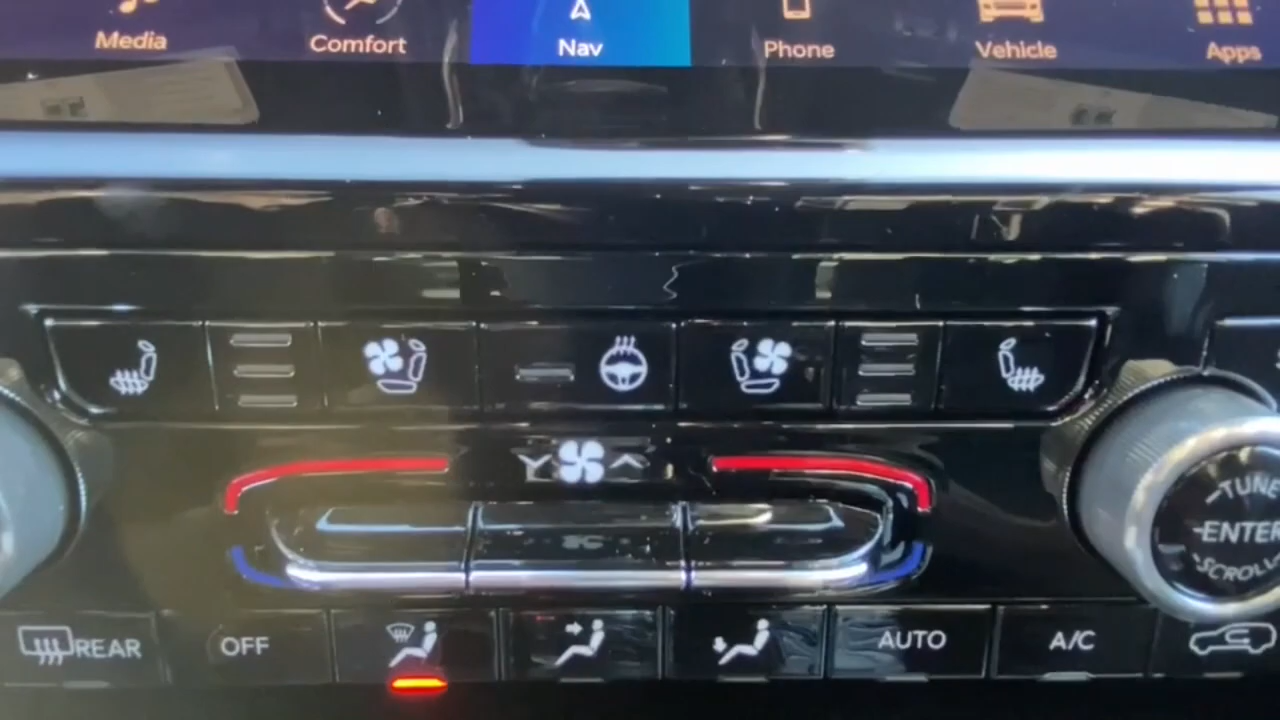 Media
Comfort
Nav
Phone
Vehicle
Apps
TUNE
ENTER
SCROLL
REAR
OFF
AUTO
A/C